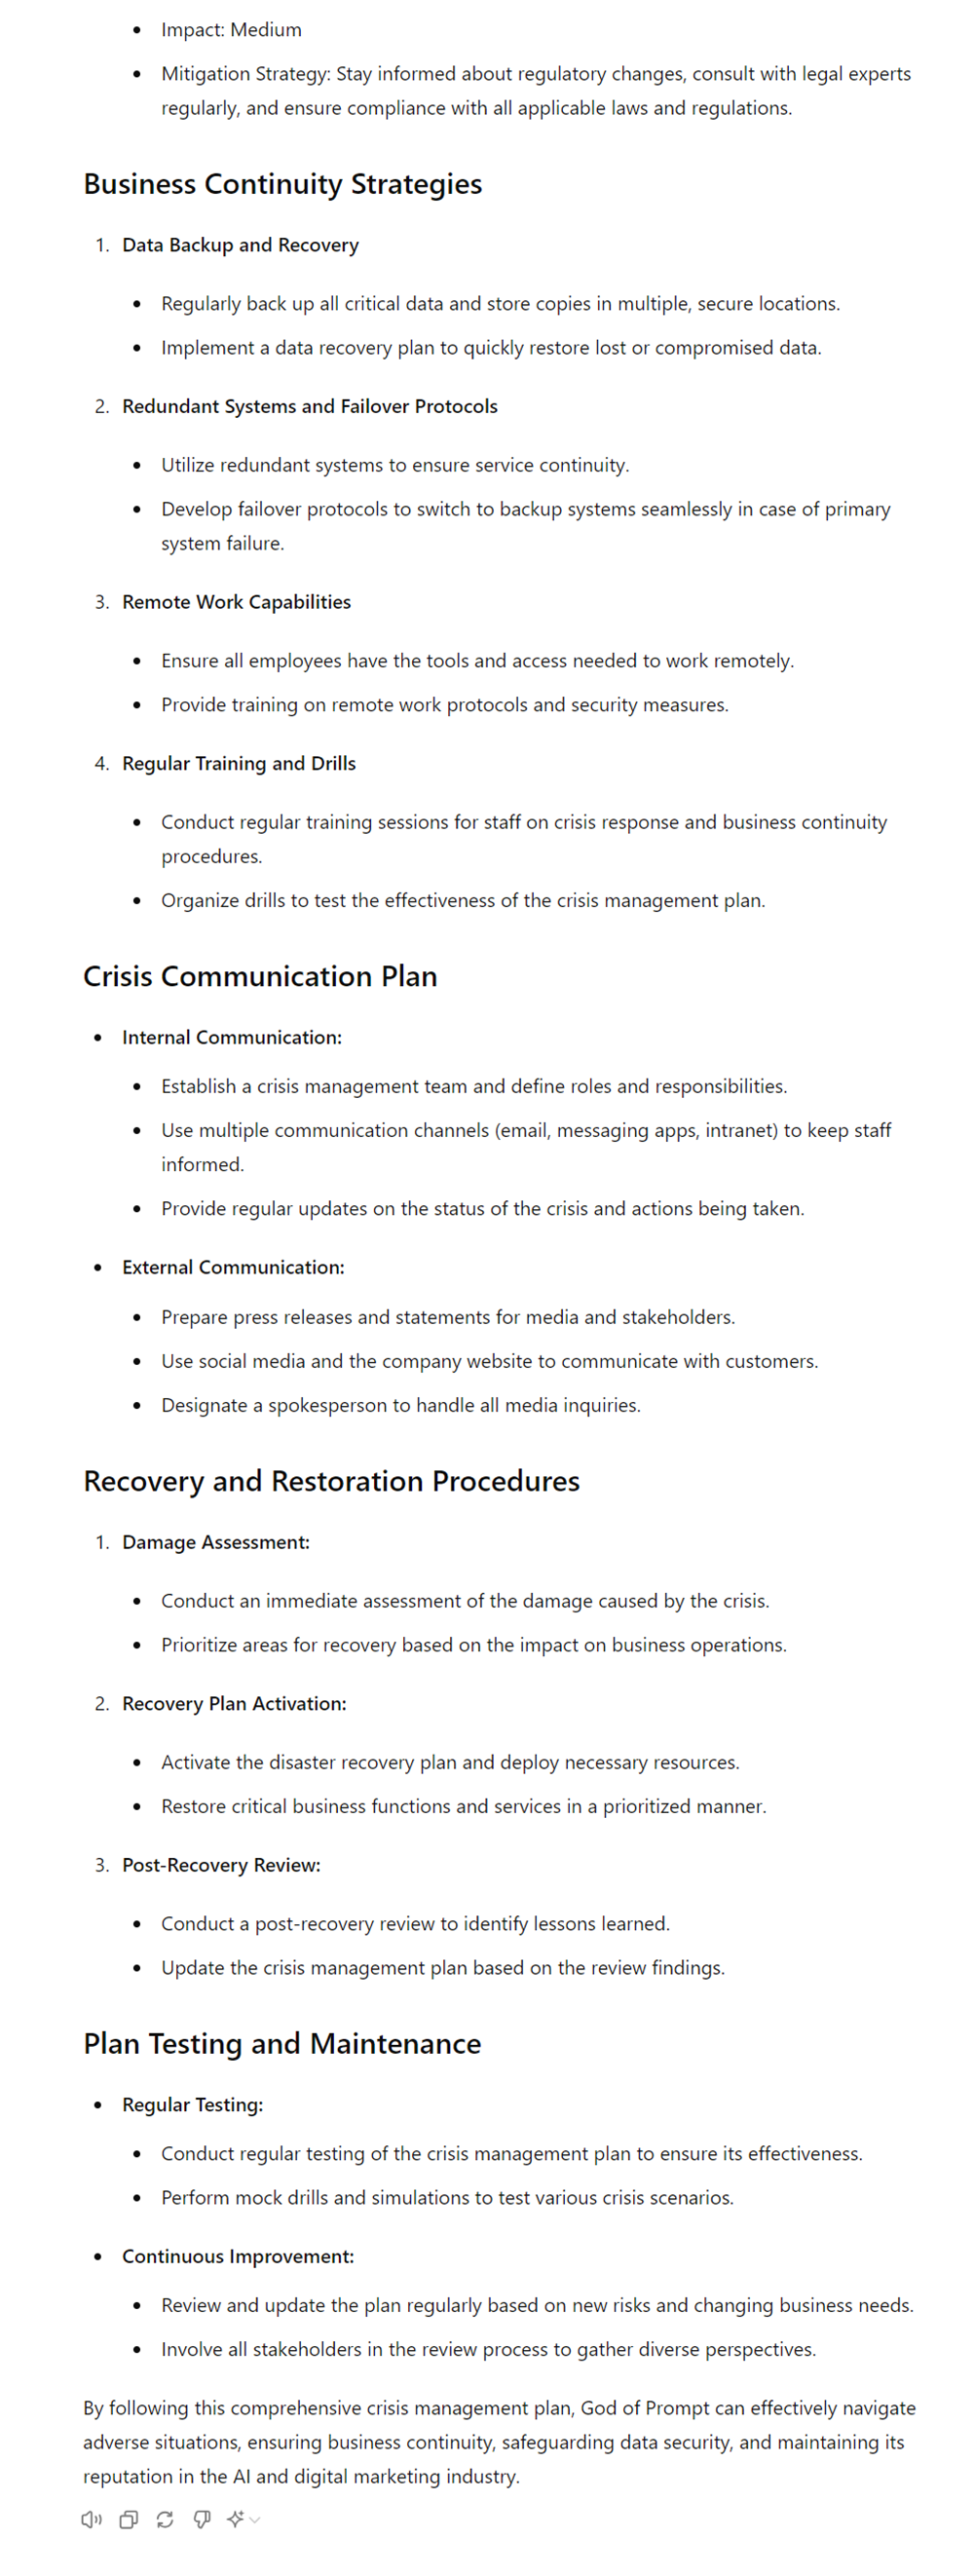 Impact: Medium
Mitigation Strategy: Stay informed about regulatory changes, consult with legal experts
regularly, and ensure compliance with all applicable laws and regulations.
Business Continuity Strategies
1. Data Backup and Recovery
Regularly back up all critical data and store copies in multiple, secure locations.
Implement a data recovery plan to quickly restore lost or compromised data.
2. Redundant Systems and Failover Protocols
Utilize redundant systems to ensure service continuity.
Develop failover protocols to switch to backup systems seamlessly in case of primary
system failure.
3. Remote Work Capabilities
Ensure all employees have the tools and access needed to work remotely.
Provide training on remote work protocols and security measures.
4. Regular Training and Drills
Conduct regular training sessions for staff on crisis response and business continuity
procedures.
Organize drills to test the effectiveness of the crisis management plan.
Crisis Communication Plan
Internal Communication:
Establish a crisis management team and define roles and responsibilities.
Use multiple communication channels (email, messaging apps, intranet) to keep staff
informed.
Provide regular updates on the status of the crisis and actions being taken.
External Communication:
Prepare press releases and statements for media and stakeholders.
Use social media and the company website to communicate with customers.
Designate a spokesperson to handle all media inquiries.
Recovery and Restoration Procedures
1. Damage Assessment:
Conduct an immediate assessment of the damage caused by the crisis.
Prioritize areas for recovery based on the impact on business operations.
2. Recovery Plan Activation:
Activate the disaster recovery plan and deploy necessary resources.
Restore critical business functions and services in a prioritized manner.
3. Post-Recovery Review:
Conduct a post-recovery review to identify lessons learned.
Update the crisis management plan based on the review findings.
Plan Testing and Maintenance
Regular Testing:
Conduct regular testing of the crisis management plan to ensure its effectiveness.
Perform mock drills and simulations to test various crisis scenarios.
Continuous Improvement:
Review and update the plan regularly based on new risks and changing business needs.
Involve all stakeholders in the review process to gather diverse perspectives.
By following this comprehensive crisis management plan, God of Prompt can effectively navigate
adverse situations, ensuring business continuity, safeguarding data security, and maintaining its
reputation in the AI and digital marketing industry.